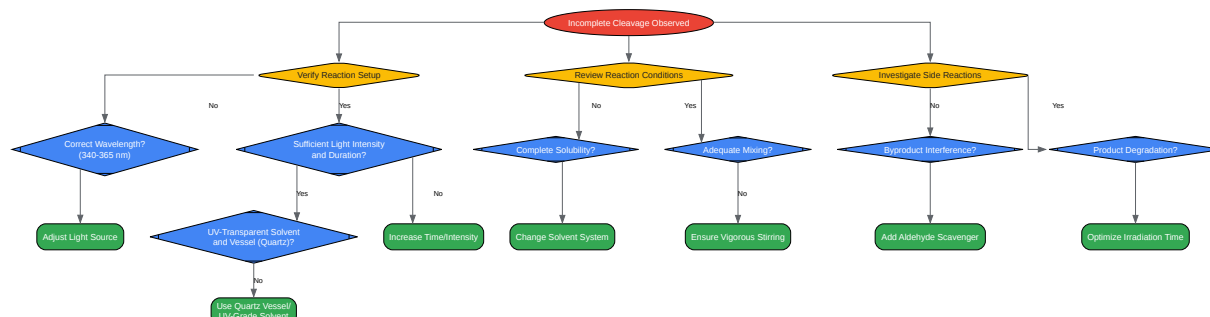 Incomplete Cleavage Observed
Verify Reaction Setup
Review Reaction Conditions
Investigate Side Reactions
No
Yes
No
Yes
No
Yes
Correct Wavelength?
(340-365 nm)
Sufficient Light Intensity
and Duration?
Complete Solubility?
Adequate Mixing?
Byproduct Interference?
Product Degradation?
Yes
No
No
Adjust Light Source
UV-Transparent Solvent
and Vessel (Quartz)?
Increase Time/Intensity
Change Solvent System
Ensure Vigorous Stirring
Add Aldehyde Scavenger
Optimize Irradiation Time
No
Use Quartz Vessel/
UV-Grade Solvent